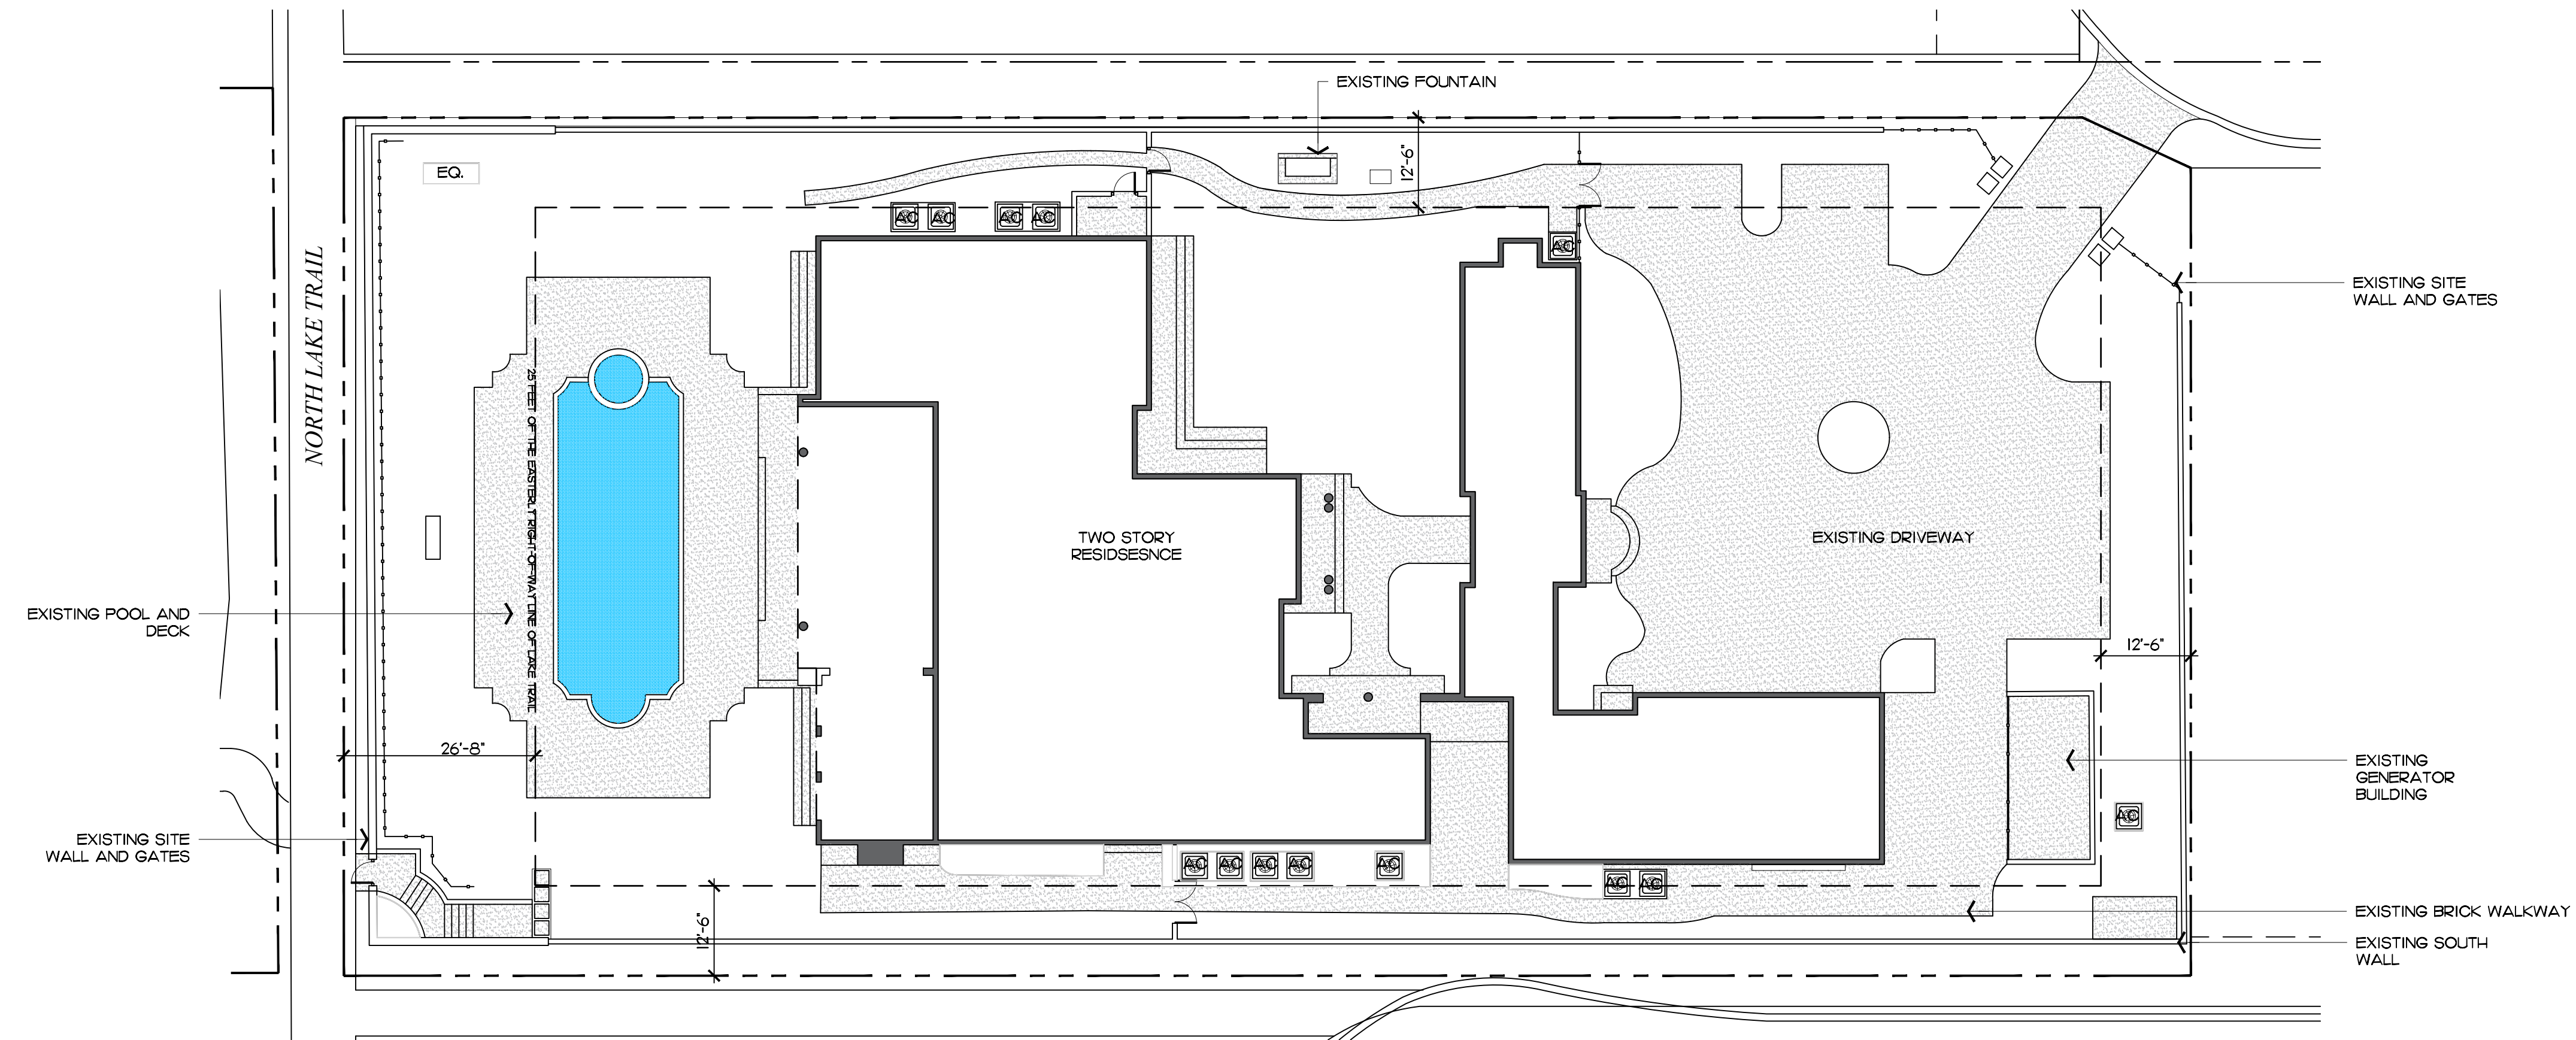 EXISTING FOUNTAIN
12'-6"
EQ.
AC
AC
AC
AC
AC
NORTH LAKE TRAIL
EXISTING SITE
WALL AND GATES
25 FEET OF THE EASTERLY RIGHT-OF-WAY LINE OF LAKE TRAIL
TWO STORY
RESIDSESNCE
EXISTING DRIVEWAY
EXISTING POOL AND
DECK
12'-6"
26'-8"
EXISTING
GENERATOR
BUILDING
AC
EXISTING SITE
WALL AND GATES
AC
AC
AC
AC
AC
AC
AC
12'-6"
EXISTING BRICK WALKWAY
EXISTING SOUTH
WALL